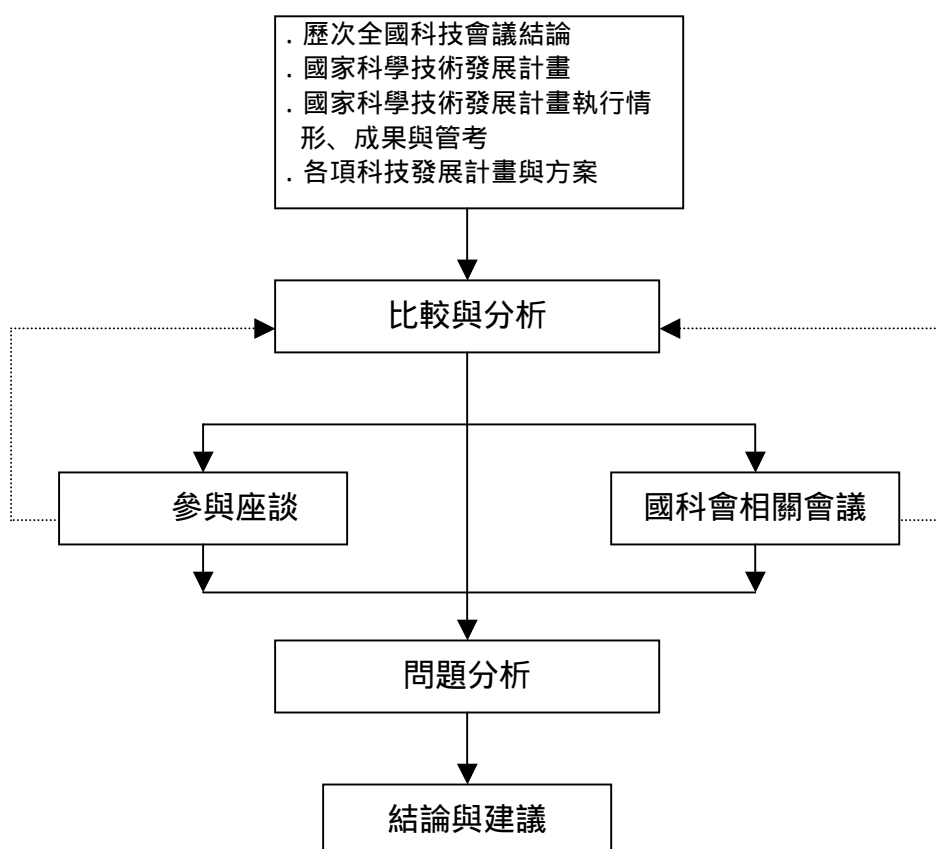 . 歷次全國科技會議結論
. 國家科學技術發展計畫
. 國家科學技術發展計畫執行情
形、成果與管考
. 各項科技發展計畫與方案
比較與分析
參與座談
國科會相關會議
問題分析
結論與建議